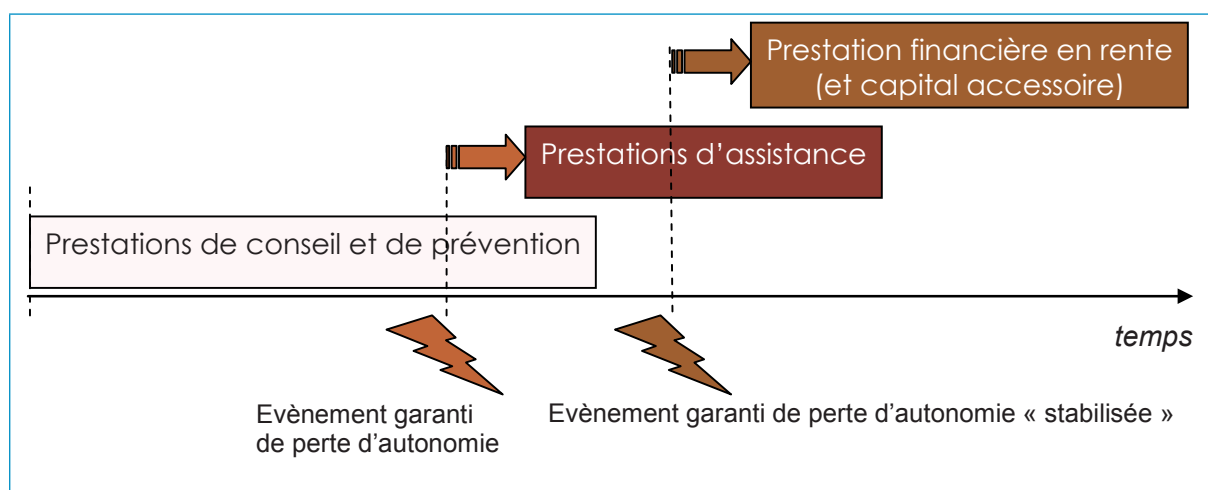 Prestation financière en rente
(et capital accessoire)
Prestations d’assistance
Prestations de conseil et de prévention
temps
Evènement garanti
de perte d’autonomie
Evènement garanti de perte d’autonomie « stabilisée »